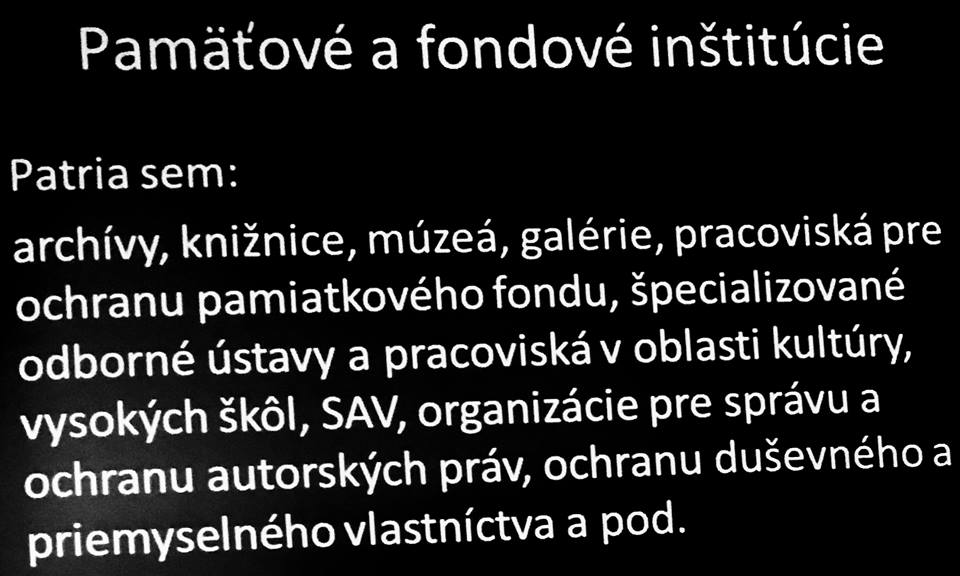 Pamäťové a fondové inštitúcie
Patria sem:
archívy, knižnice, múzeá, galérie, pracoviská pre
ochranu pamiatkového fondu, špecializované
odborné ústavy a pracoviská v oblasti kultúry,
vysokých škôl, SAV, organizácie pre správu a
ochranu autorských práv, ochranu duševného a
priemyselného vlastníctva a pod.